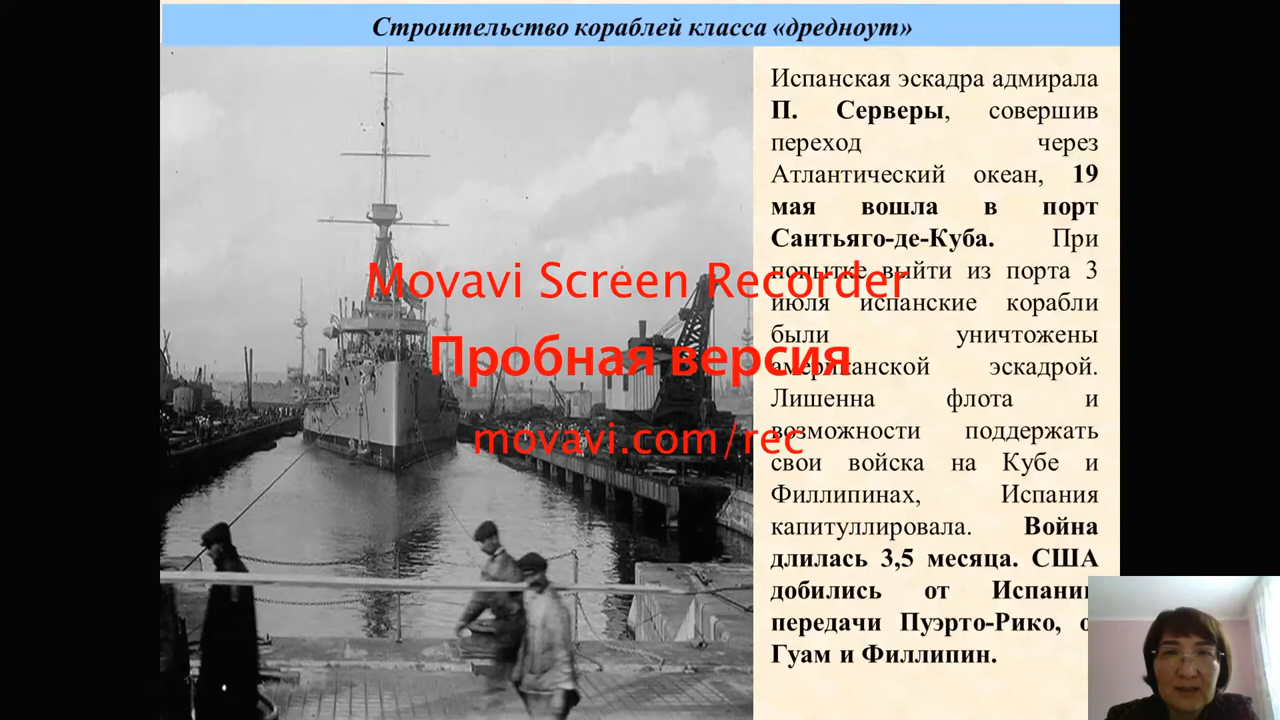 Строительство кораблей класса «дредноут»
Испанская эскадра адмирала
П. Серверы, совершив
переход через
Атлантический океан, 19
мая вошла в порт
Сантьяго-де-Куба. При
попытке выйти из порта 3
июля испанские корабли
были уничтожены
американской эскадрой.
Лишенна флота и
возможности поддержать
свои войска на Кубе и
Филлипинах, Испания
капитуллировала. Война
длилась 3,5 месяца. США
добились от Испании
передачи Пуэрто-Рико, о
Гуам и Филлипин.
Movavi Screen Recorder
Пробная версия
movavi.com/rec